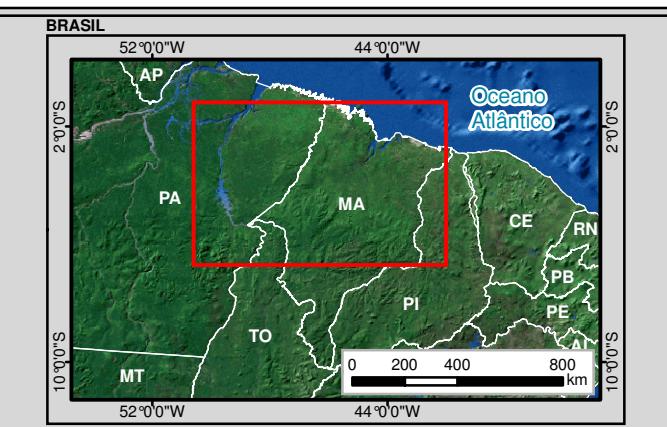 BRASIL
52°0'0"W 44°0'0"W
AP
Oceano
Atlântico
2°0'0"S 2°0'0"S
PA MA CE RN
PB
PI PE
TO AL
0 200 400 800
km
10°0'0"S 10°0'0"S
MT
52°0'0"W 44°0'0"W